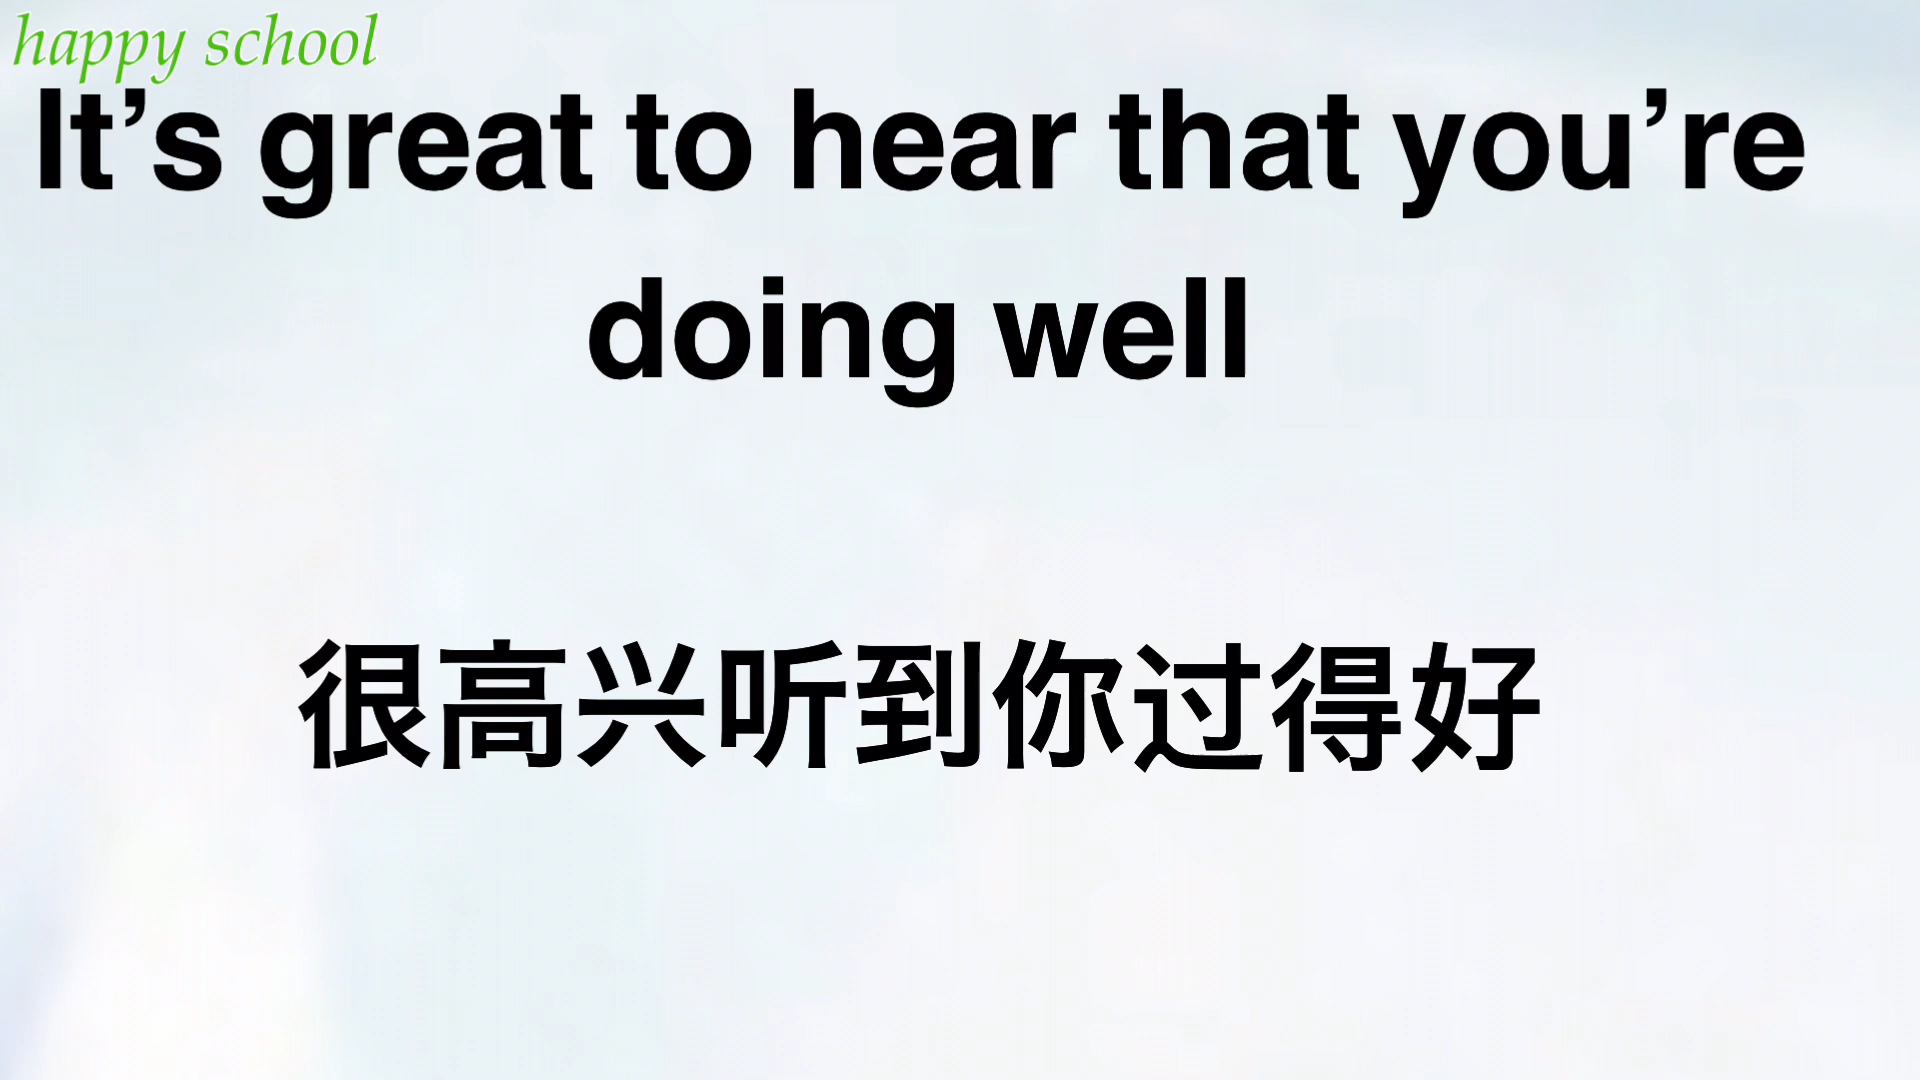 happy school
It’s great to hear that you’re
doing well
很高兴听到你过得好